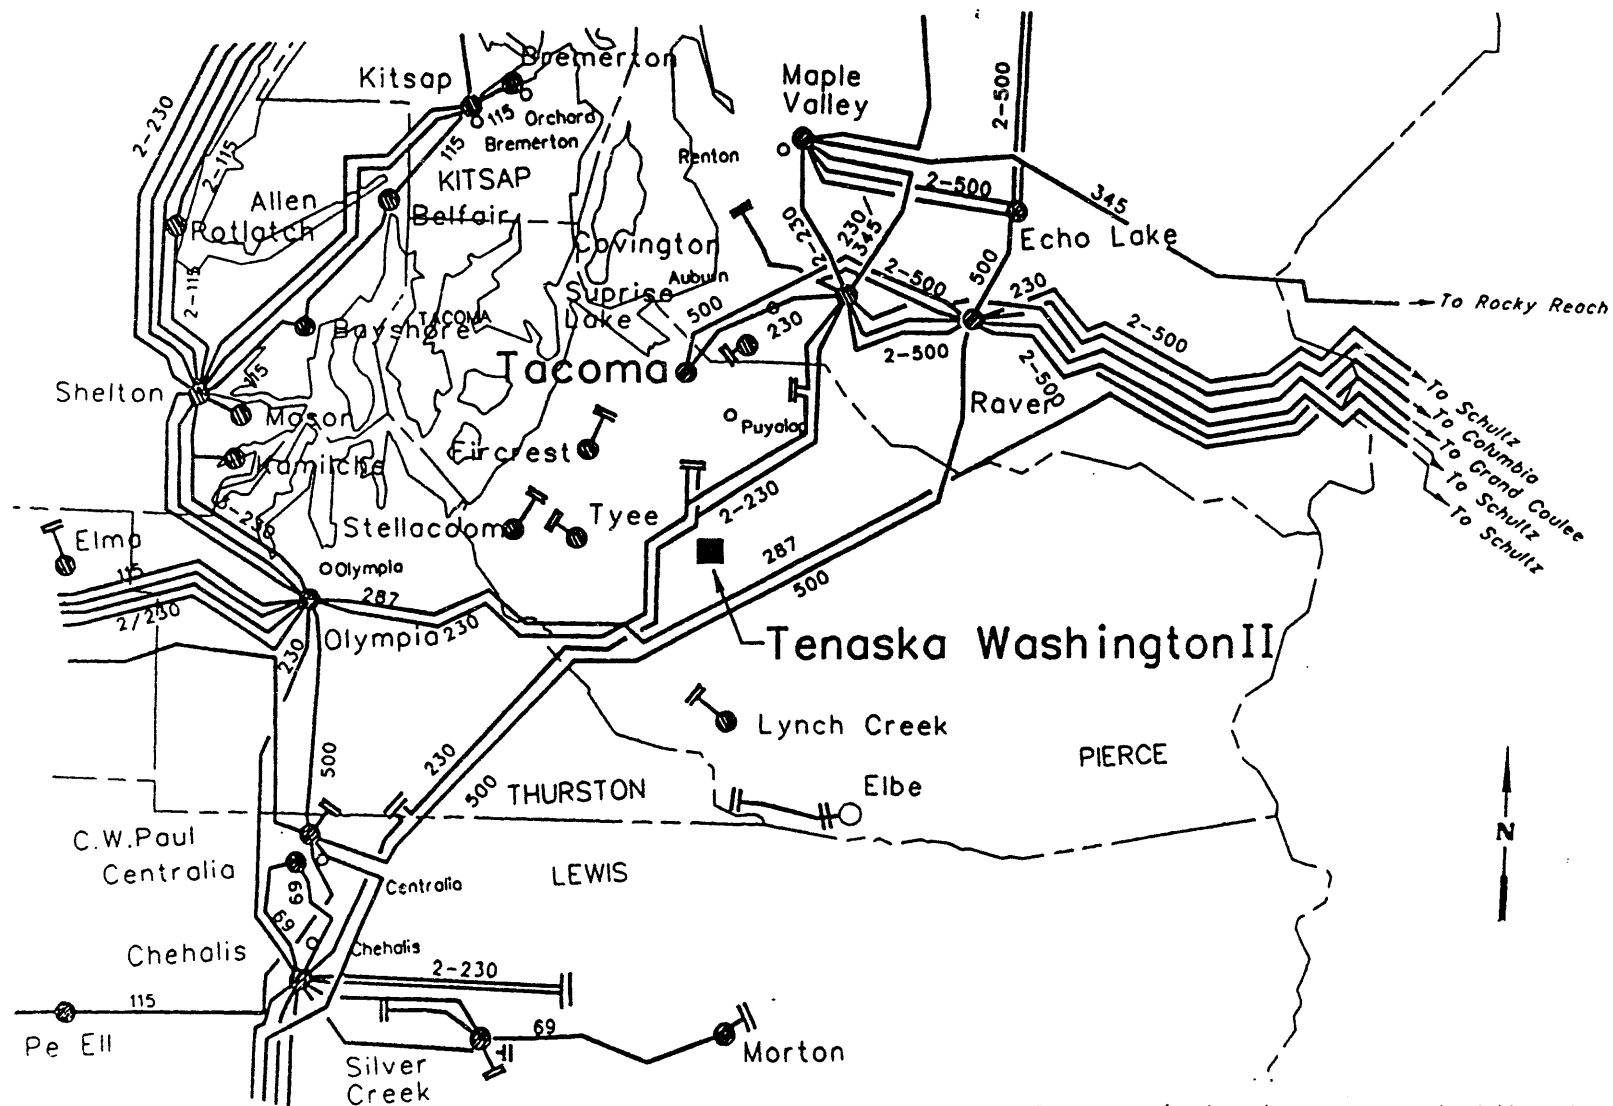 Bremerton
Kitsap
Maple
Valley
2-230
2-500
115
Orchard
Bremerton
115
Renton
2-115
KITSAP
2-500
345
Allen
Belfair
Potlatch
2-230
230/
345
Echo Lake
Covington
Auburn
2-500
500
2-115
Suprise
Lake
500
230
230
To Rocky Reach
TACOMA
Bayshore
2-500
2-500
2-500
Tacoma
115
Shelton
Raver
Mason
Puyallup
Fircrest
Kamilche
To Schultz
To Columbia
To Grand Coulee
To Schultz
To Schultz
6-230
2-230
Stellacoom
Tyee
Elma
115
Olympia
287
287
500
2/230
Olympia
230
230
Tenaska Washington II
Lynch Creek
500
230
PIERCE
500
THURSTON
Elbe
N
C.W.Paul
Centralia
LEWIS
Centralia
69
69
Chehalis
Chehalis
2-230
115
69
Pe Ell
Morton
Silver
Creek